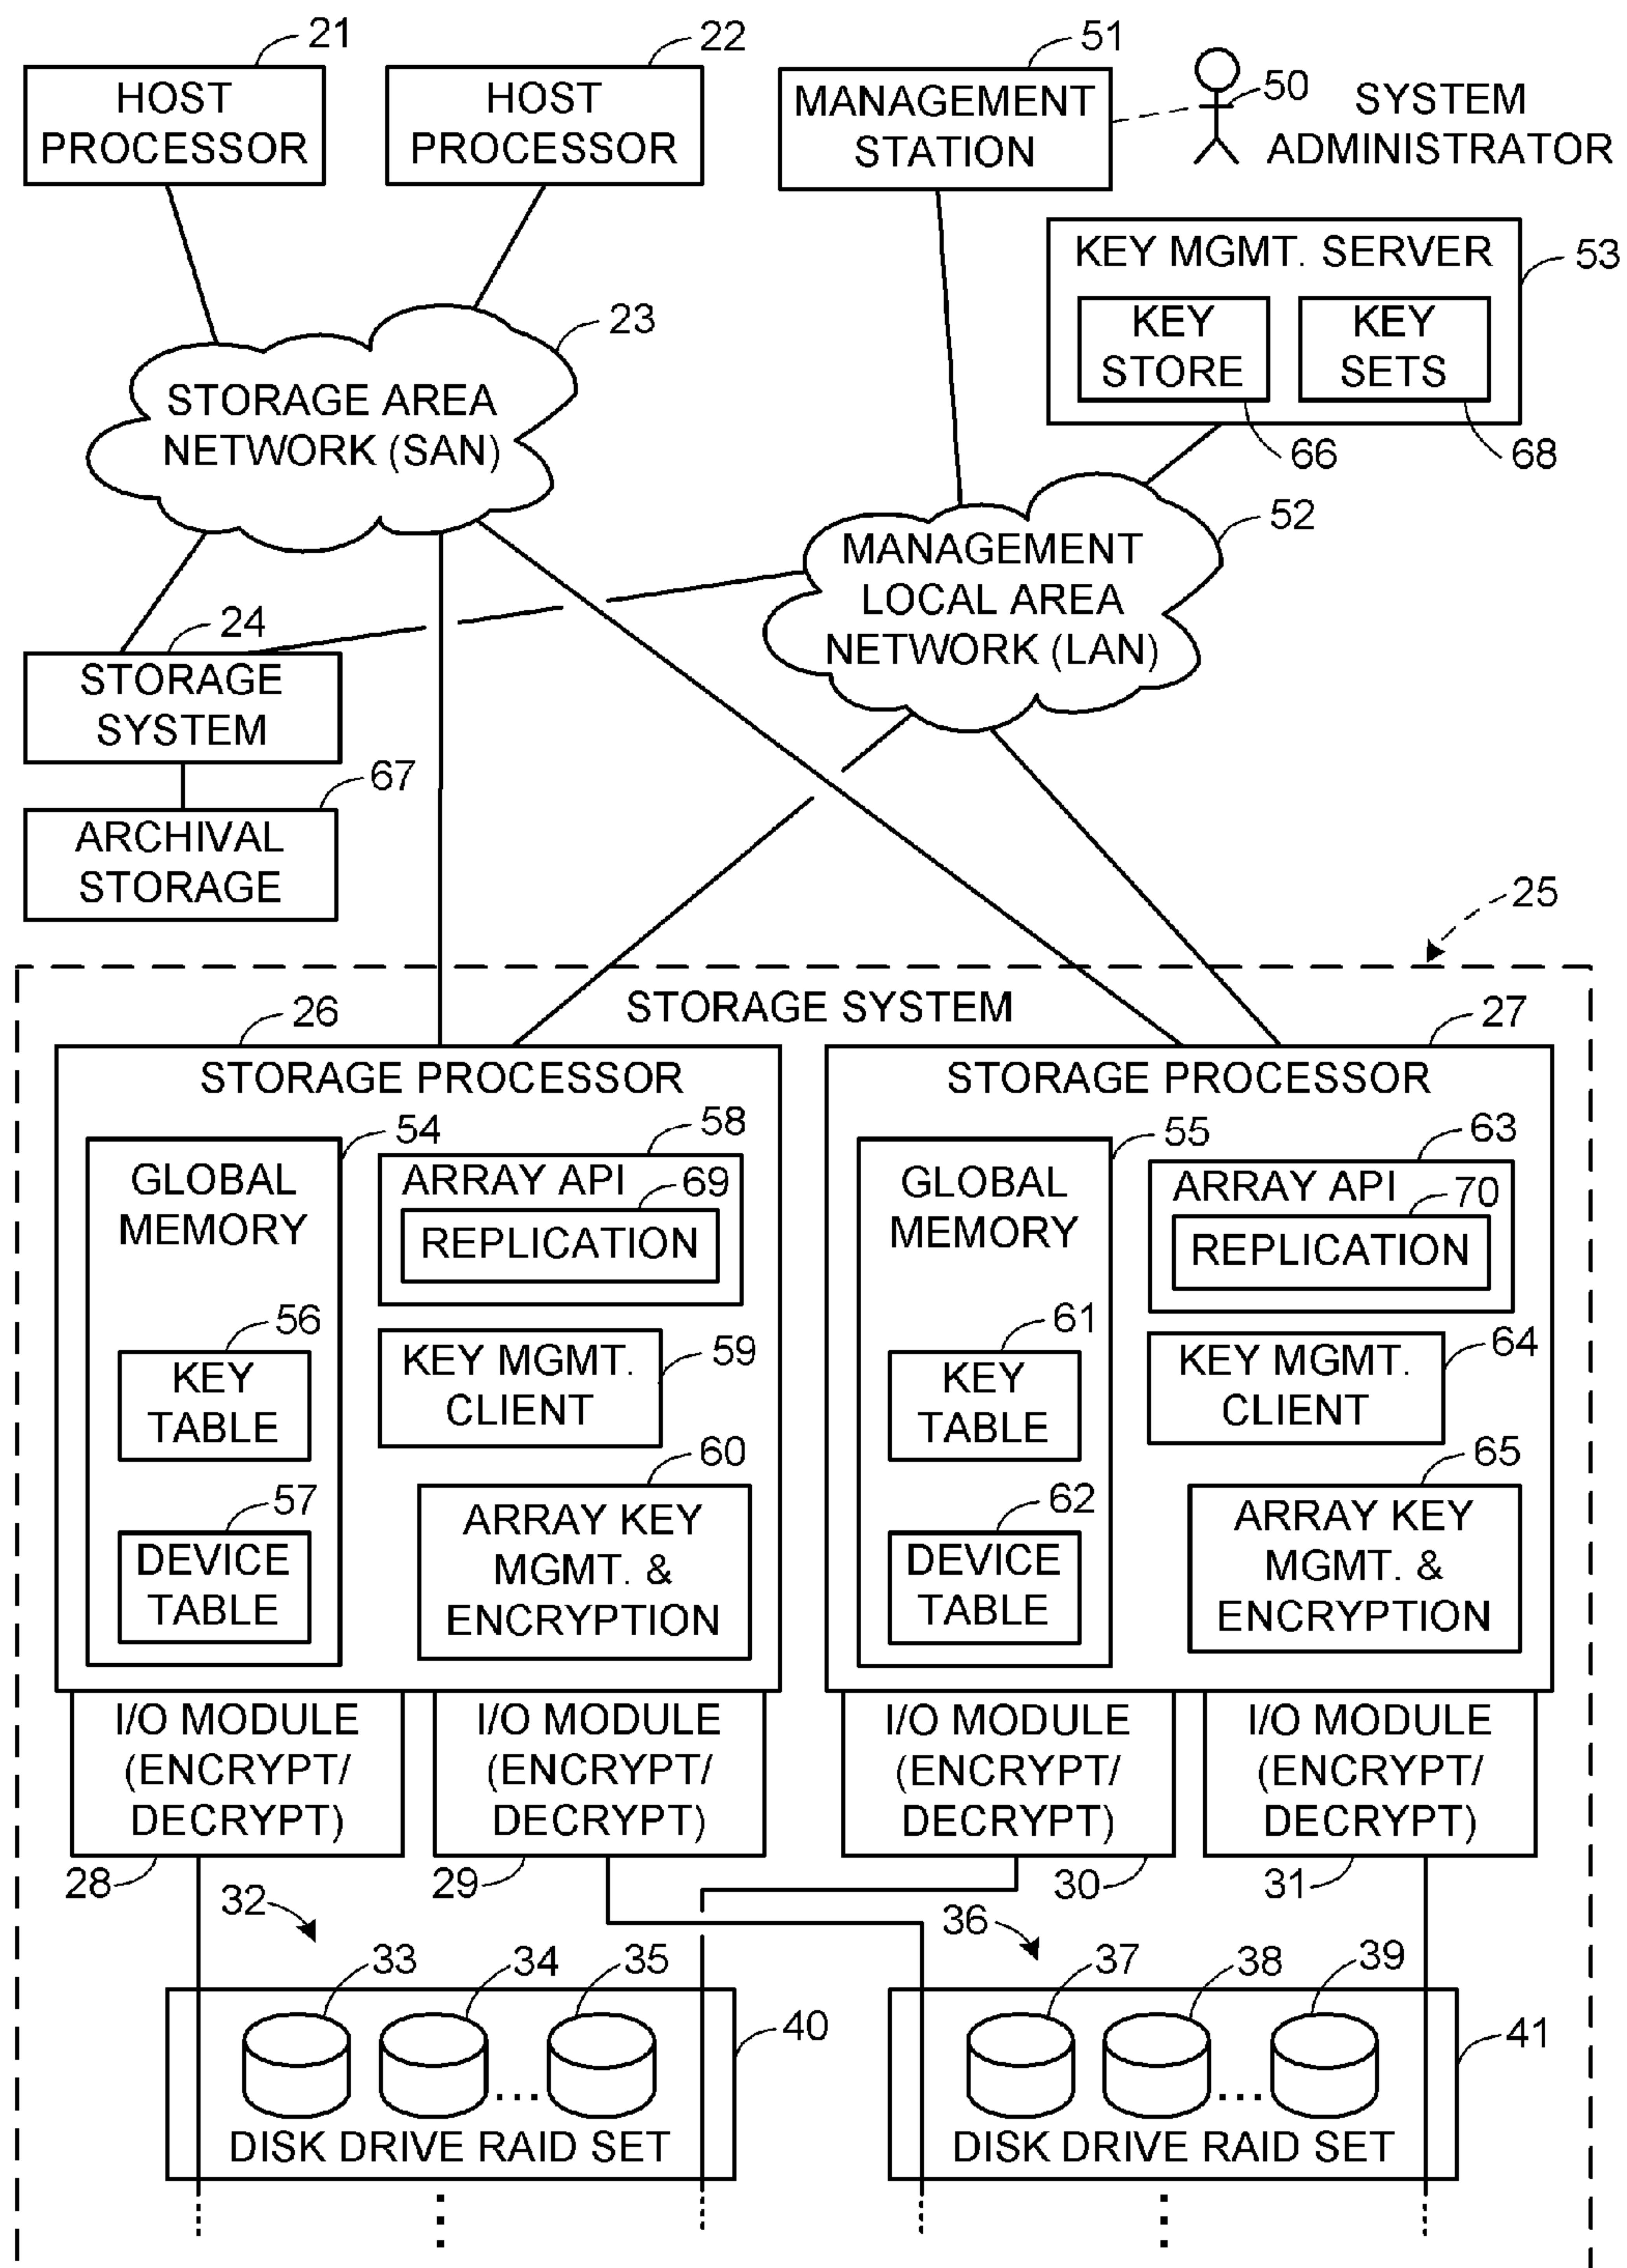 21
22
51
HOST
PROCESSOR
HOST
PROCESSOR
MANAGEMENT
STATION
50
SYSTEM
ADMINISTRATOR
KEY MGMT. SERVER
53
KEY
STORE
KEY
SETS
66
68
23
STORAGE AREA
NETWORK (SAN)
52
MANAGEMENT
LOCAL AREA
NETWORK (LAN)
24
STORAGE
SYSTEM
67
ARCHIVAL
STORAGE
25
STORAGE SYSTEM
26
27
STORAGE PROCESSOR
54
GLOBAL
MEMORY
58
ARRAY API
69
REPLICATION
56
KEY
TABLE
KEY MGMT.
CLIENT
59
57
DEVICE
TABLE
60
ARRAY KEY
MGMT. &
ENCRYPTION
STORAGE PROCESSOR
55
GLOBAL
MEMORY
63
ARRAY API
70
REPLICATION
61
KEY
TABLE
KEY MGMT.
CLIENT
64
62
DEVICE
TABLE
65
ARRAY KEY
MGMT. &
ENCRYPTION
I/O MODULE
(ENCRYPT/
DECRYPT)
I/O MODULE
(ENCRYPT/
DECRYPT)
I/O MODULE
(ENCRYPT/
DECRYPT)
I/O MODULE
(ENCRYPT/
DECRYPT)
28
29
30
31
32
36
33
34
35
...
40
DISK DRIVE RAID SET
37
38
39
...
41
DISK DRIVE RAID SET